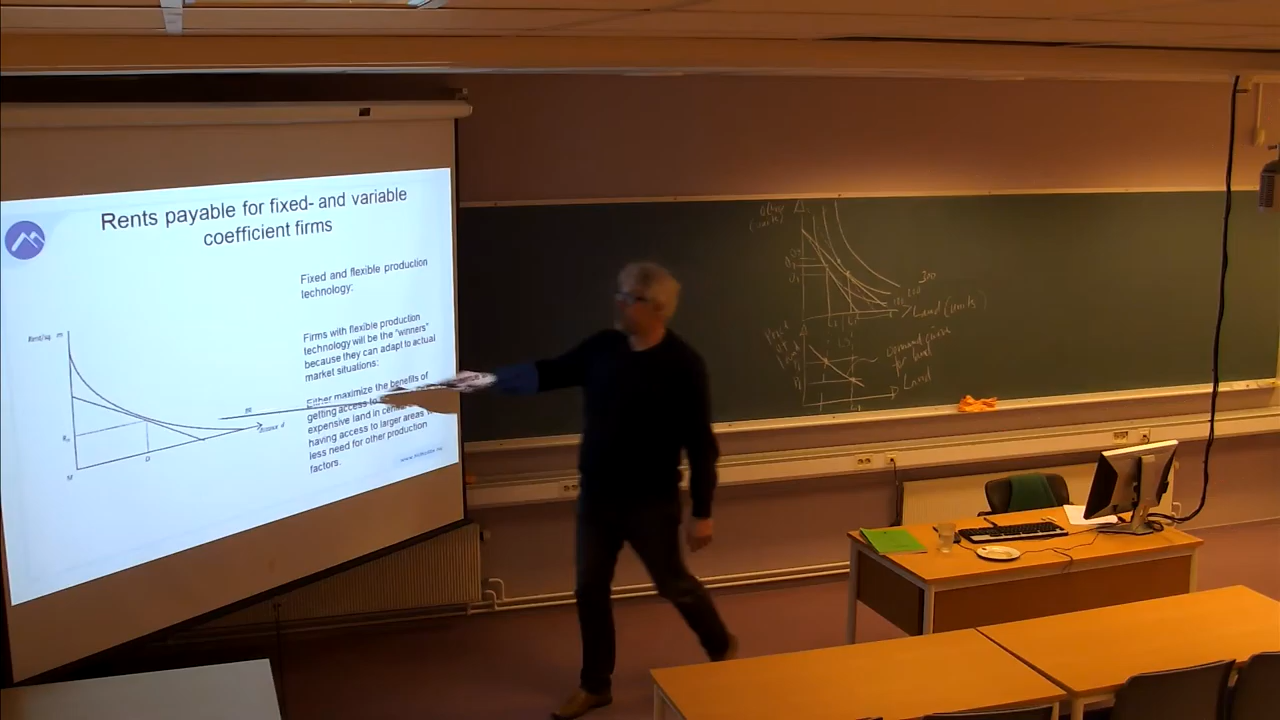 Rents payable for fixed- and variable
coefficient firms
Fixed and flexible production
technology:
Firms with flexible production
technology will be the "winners"
because they can adapt to actual
market situations:
Either maximize the benefits of
getting access to
expensive land in
having access to larger areas
less need for other production
factors.
Rent/sq. m
300
Land (units)
Demand curve
for land
Land